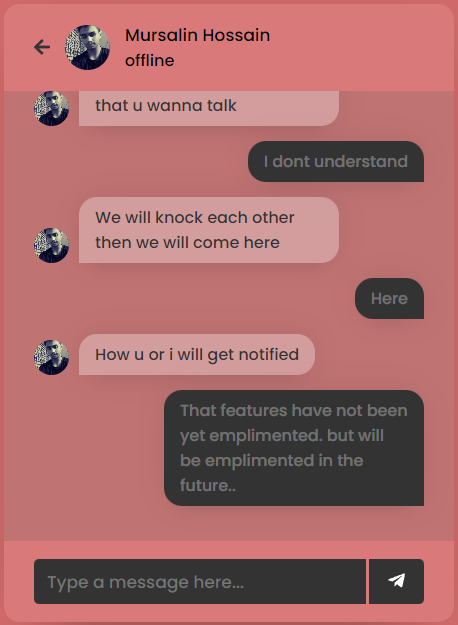 Mursalin Hossain
offline
that u wanna talk
I dont understand
We will knock each other
then we will come here
Here
How u or i will get notified
That features have not been
yet emplimented. but will
be emplimented in the
future..
Type a message here...